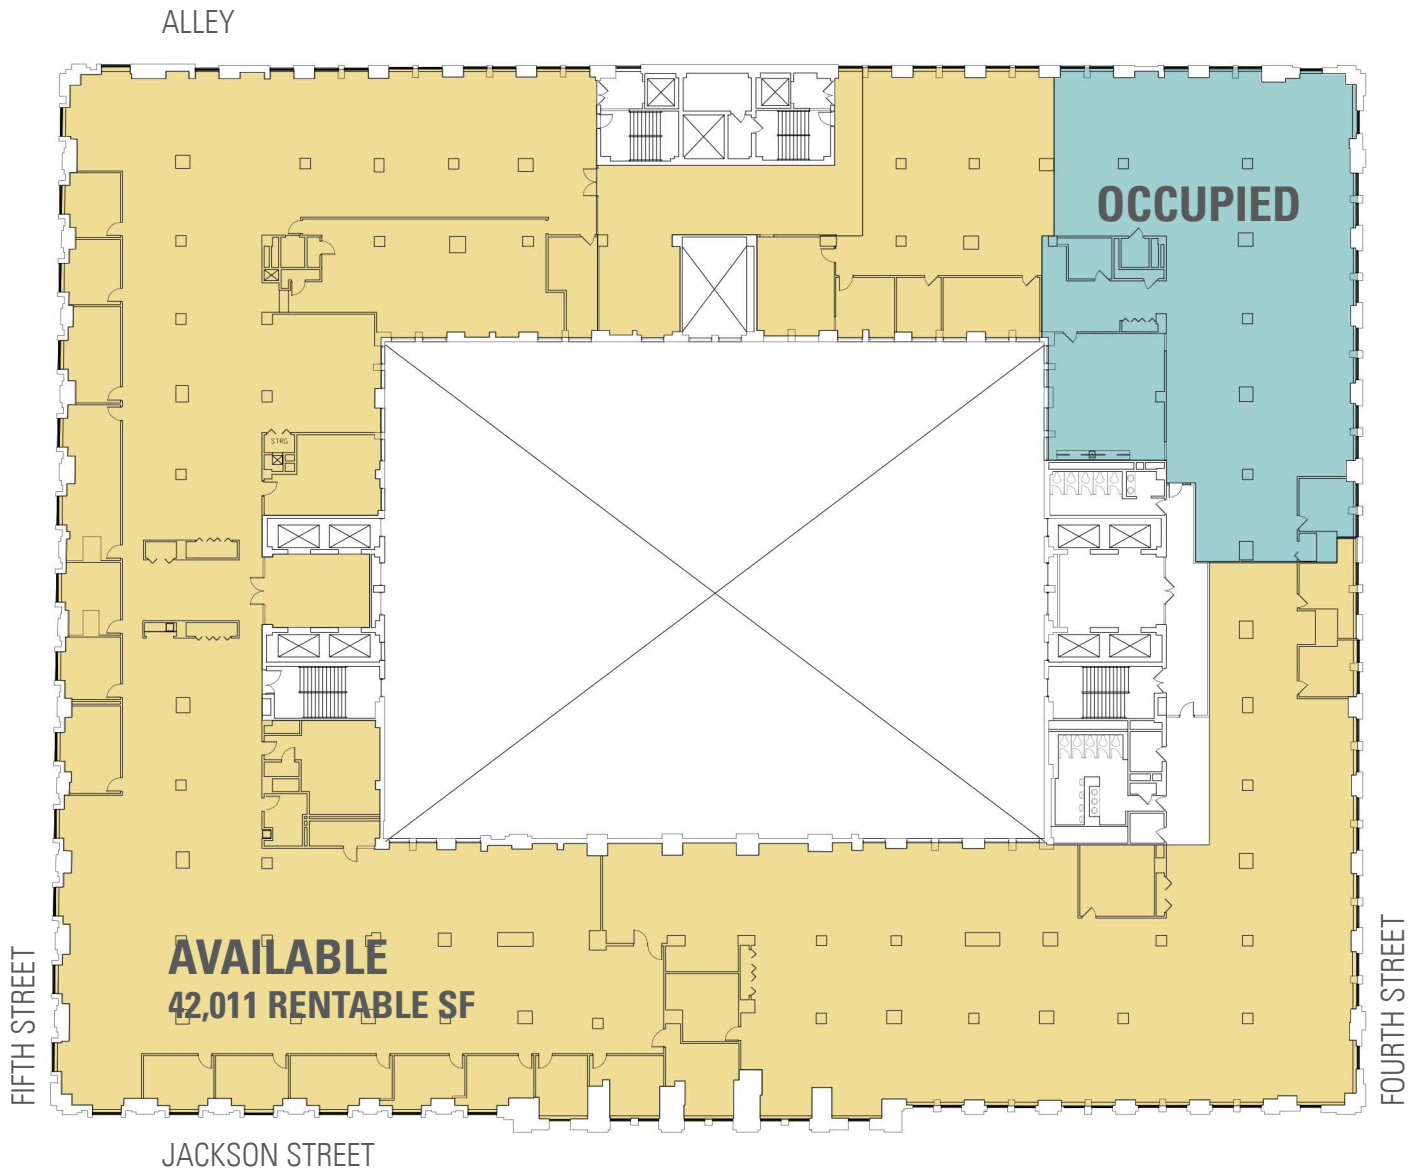 ALLEY
OCCUPIED
STRG
AVAILABLE
42,011 RENTABLE SF
FIFTH STREET
FOURTH STREET
JACKSON STREET